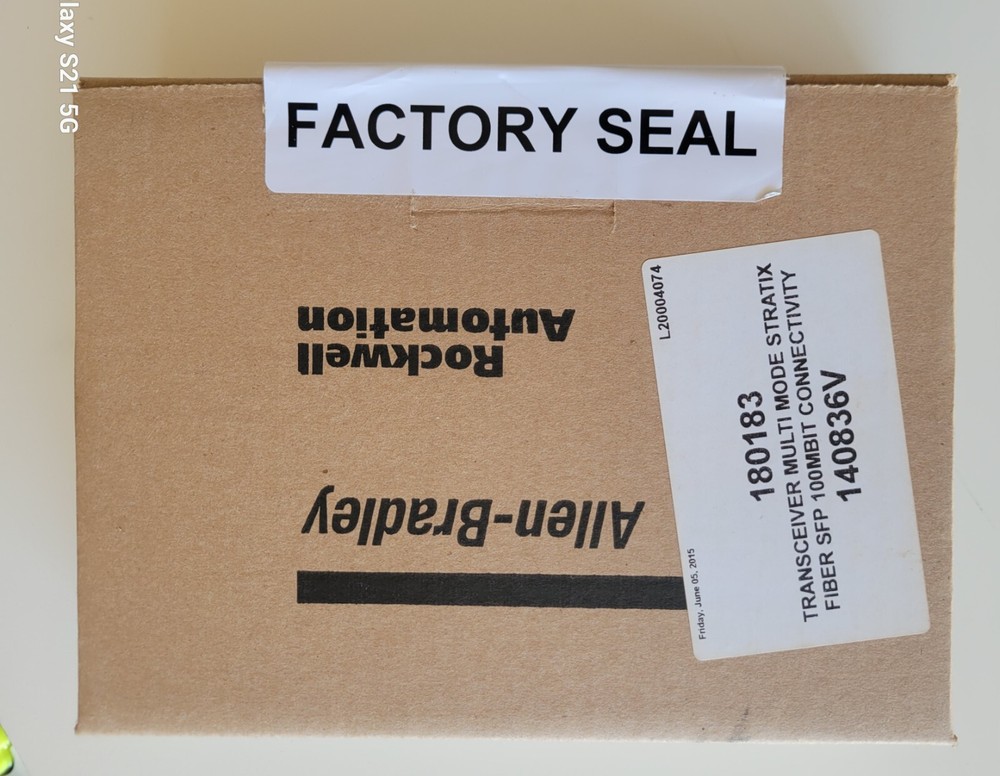 laxy S21 5G
FACTORY SEAL
Rockwell
Automation
Allen-Bradley
L20004074
Friday, June 05, 2015
180183
TRANSCEIVER MULTI MODE STRATIX
FIBER SFP 100MBIT CONNECTIVITY
140836V